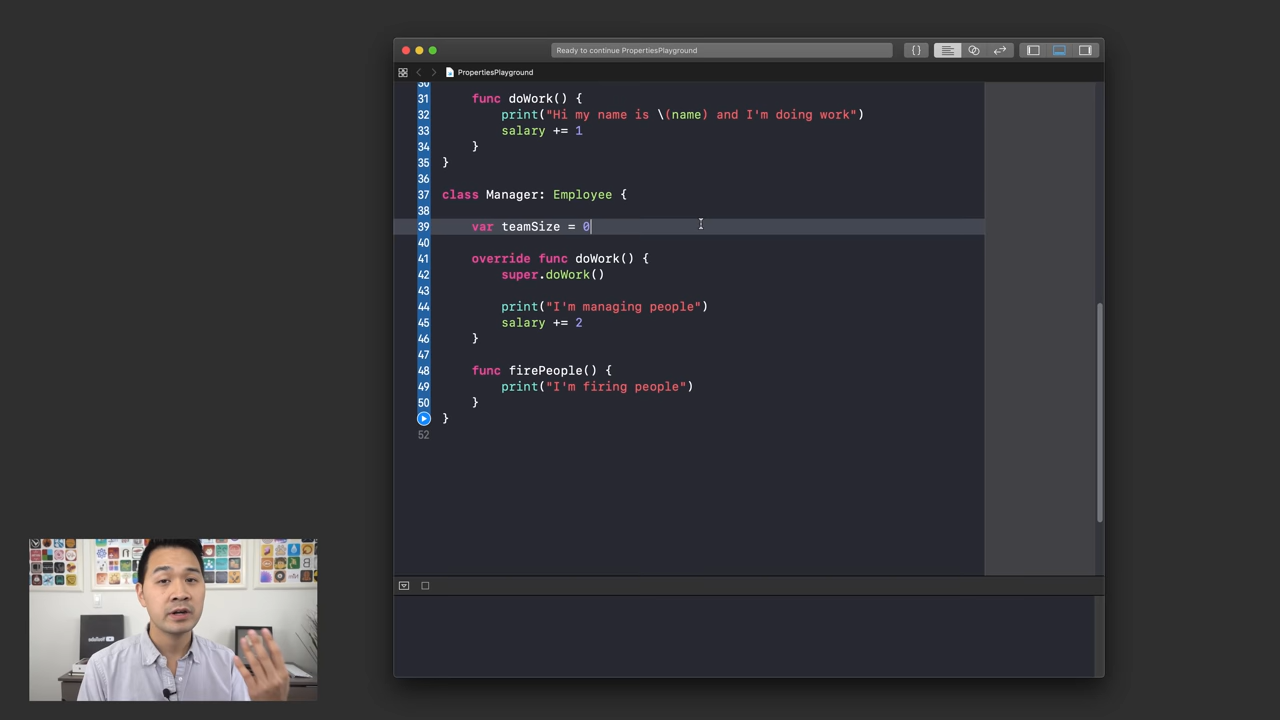 Ready to continue PropertiesPlayground
{ }
PropertiesPlayground
30
31 func doWork() {
32 print("Hi my name is \(name) and I'm doing work")
33 salary += 1
34 }
35 }
36
37 class Manager: Employee {
38
39 var teamSize = 0
40
41 override func doWork() {
42 super.doWork()
43
44 print("I'm managing people")
45 salary += 2
46 }
47
48 func firePeople() {
49 print("I'm firing people")
50 }
}
52
YouTube